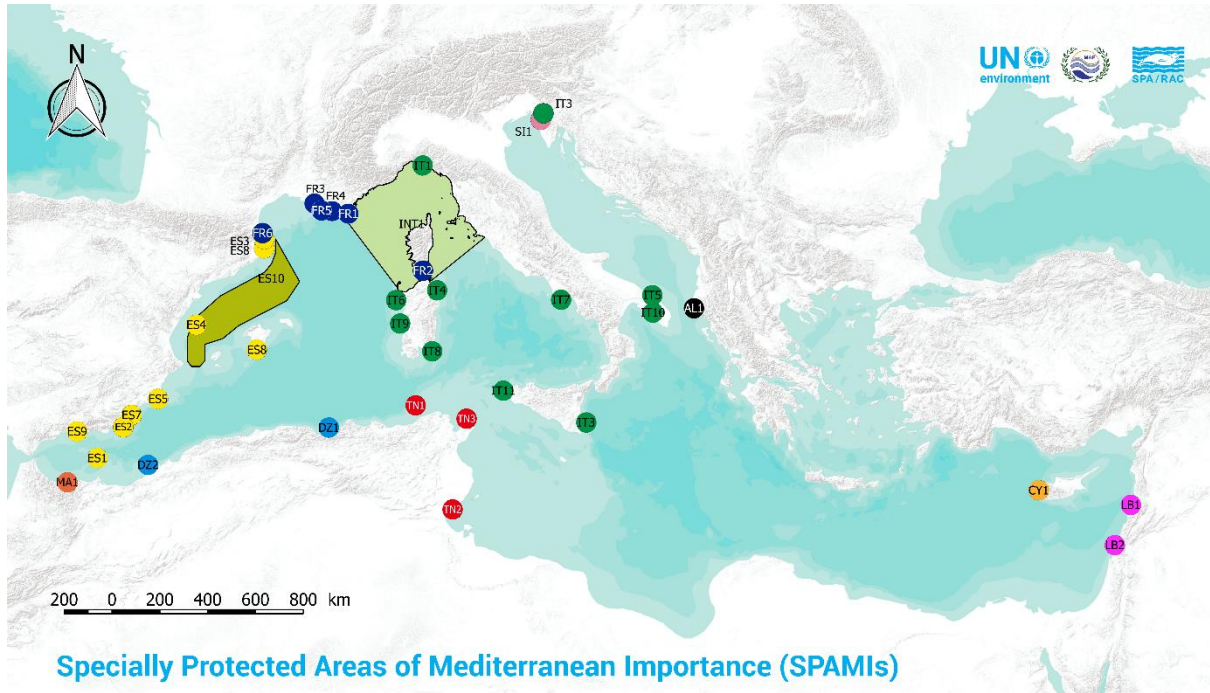 N
UN
environment
MAP
SPA/RAC
IT3
SI1
IT1
FR3
FR4
FR5
FR1
INT1
FR6
ES3
ES8
FR2
ES10
IT4
IT6
IT5
IT7
AL1
IT10
ES4
IT9
ES8
IT8
IT11
ES5
TN1
ES7
TN3
IT3
ES2
DZ1
ES9
ES1
DZ2
MA1
CY1
LB1
TN2
LB2
200 0 200 400 600 800 km
Specially Protected Areas of Mediterranean Importance (SPAMIs)